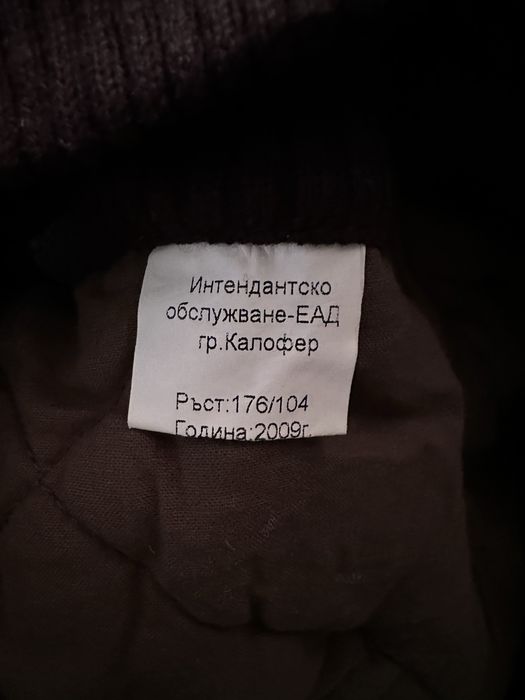 Интендантско
обслужване-ЕАД
гр.Калофер
Ръст:176/104
Година:2009г.